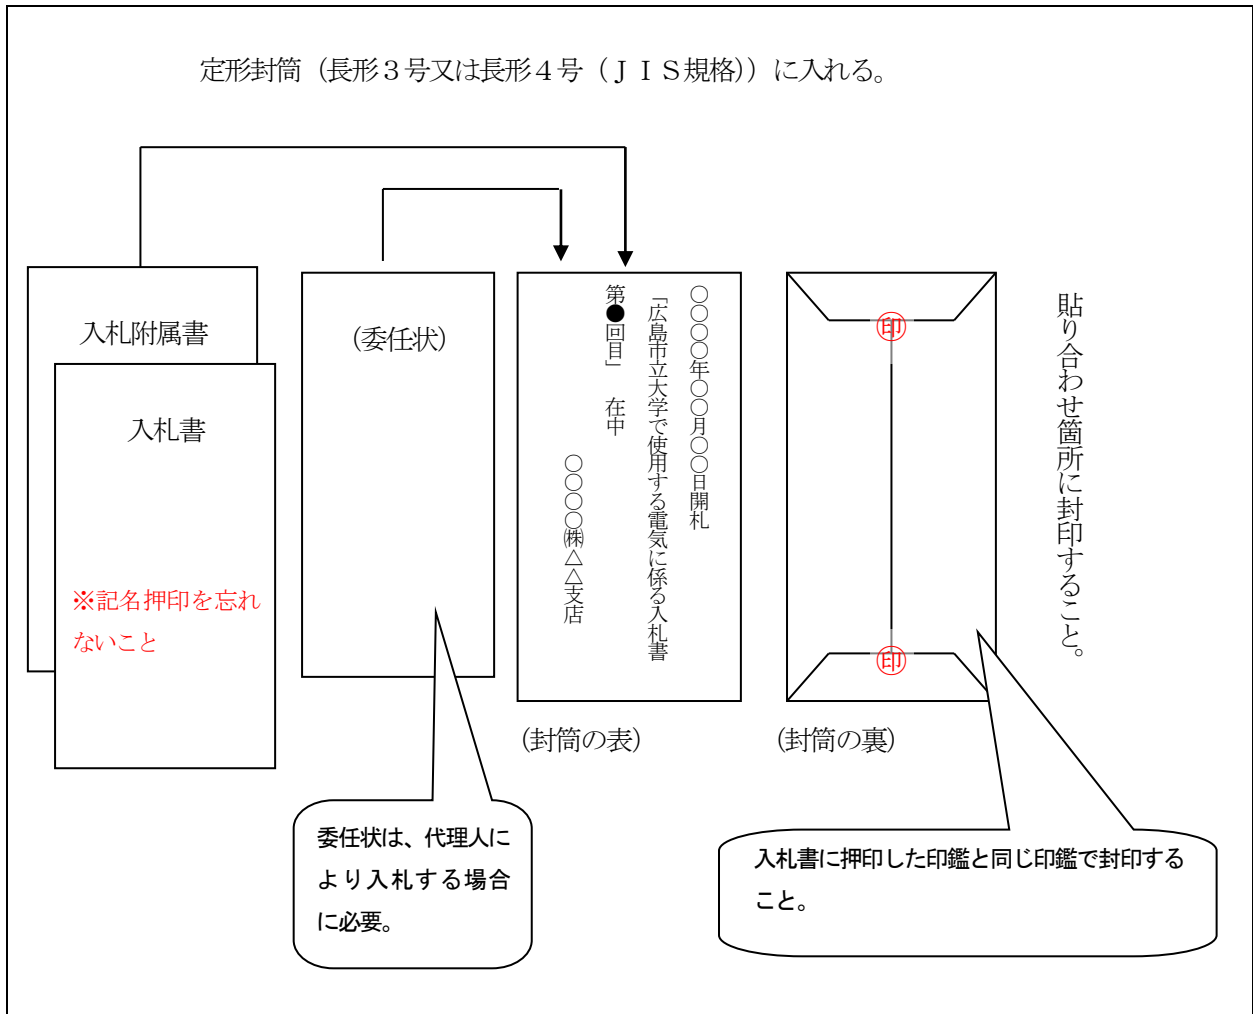 定形封筒（長形３号又は長形４号（ＪＩＳ規格））に入れる。
入札附属書
入札書
※記名押印を忘れ
ないこと
（委任状）
〇〇〇〇年〇〇月〇〇日開札
「広島市立大学で使用する電気に係る入札書
第●回目」　在中
〇〇〇〇㈱△△支店
（封筒の表）
印
印
（封筒の裏）
貼り合わせ箇所に封印すること。
委任状は、代理人に
より入札する場合
に必要。
入札書に押印した印鑑と同じ印鑑で封印する
こと。